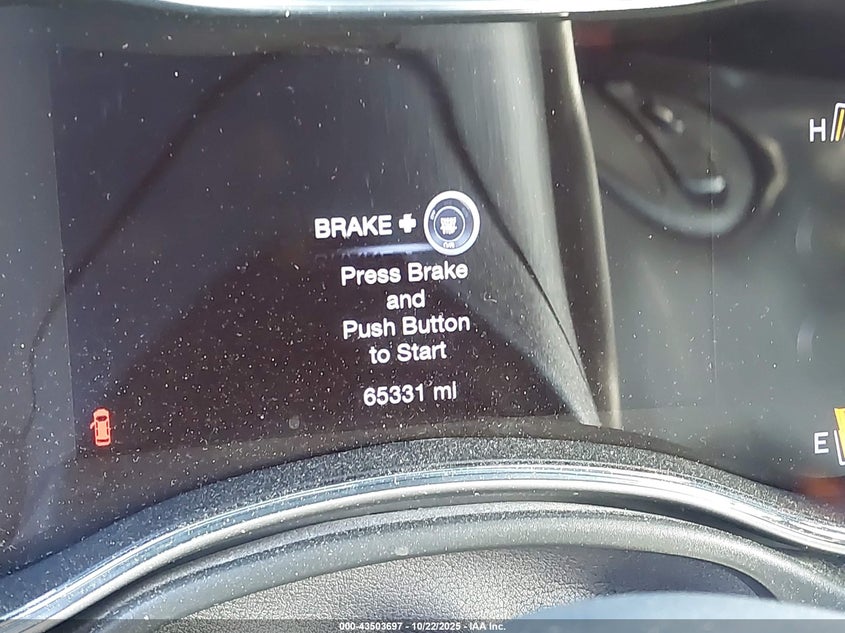 H
BRAKE +
Press Brake
and
Push Button
to Start
65331 mi
E
000-43503697 - 10/22/2025 - IAA Inc.